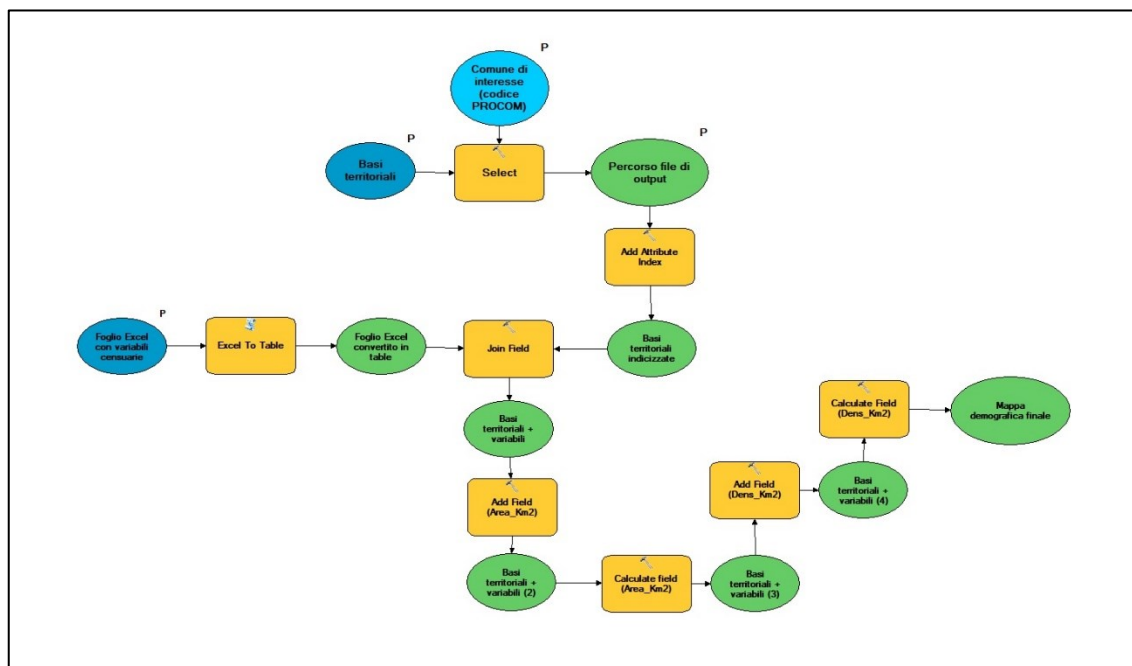 P
Comune di
interesse
(codice
PROCOM)
P
Basi
territoriali
Select
P
Percorso file di
output
Add Attribute
Index
P
Foglio Excel
con variabili
censuarie
Excel To Table
Foglio Excel
convertito in
table
Join Field
Basi
territoriali
indicizzate
Basi
territoriali +
variabili
Add Field
(Area_Km2)
Basi
territoriali +
variabili (2)
Calculate field
(Area_Km2)
Basi
territoriali +
variabili (3)
Add Field
(Dens_Km2)
Basi
territoriali +
variabili (4)
Calculate Field
(Dens_Km2)
Mappa
demografica finale